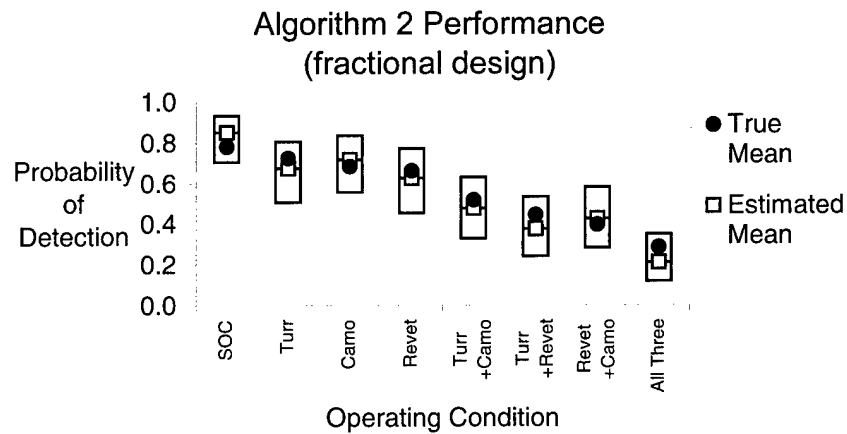 Algorithm 2 Performance
(fractional design)
1.0
0.8
0.6
0.4
0.2
0.0
Probability
of
Detection
True
Mean
Estimated
Mean
SOC
Turr
Camo
Revet
Turr
+Camo
Turr
+Revet
Revet
+Camo
All Three
Operating Condition